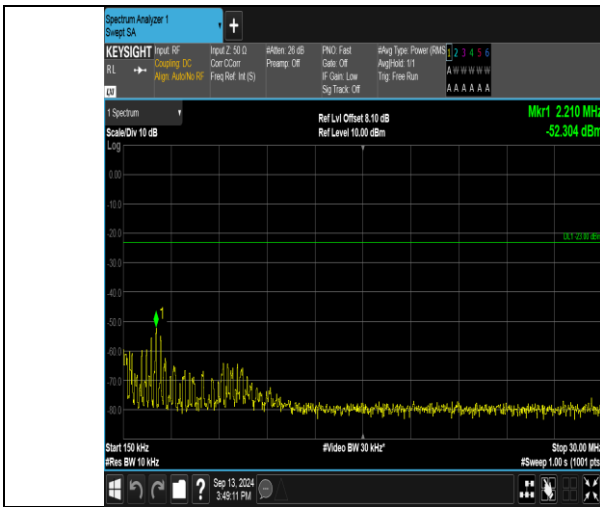 Spectrum Analyzer 1
Swept SA
+
KEYSIGHT
RL
LXI
Input: RF
Coupling: DC
Align: Auto/No RF
Input Z: 50 Ω
Corr CCorr
Freq Ref: Int (S)
#Atten: 26 dB
Preamp: Off
PNO: Fast
Gate: Off
IF Gain: Low
Sig Track: Off
#Avg Type: Power (RMS
Avg|Hold: 1/1
Trig: Free Run
1 2 3 4 5 6
A W W W W W
A A A A A A
1 Spectrum
Scale/Div 10 dB
Ref Lvl Offset 8.10 dB
Ref Level 10.00 dBm
Mkr1 2.210 MHz
-52.304 dBm
Log
0.00
-10.0
-20.0
DL1 -23.00 dBm
-30.0
-40.0
1
-50.0
-60.0
-70.0
-80.0
Start 150 kHz
#Video BW 30 kHz*
Stop 30.00 MHz
#Res BW 10 kHz
#Sweep 1.00 s (1001 pts
?
Sep 13, 2024
3:49:11 PM